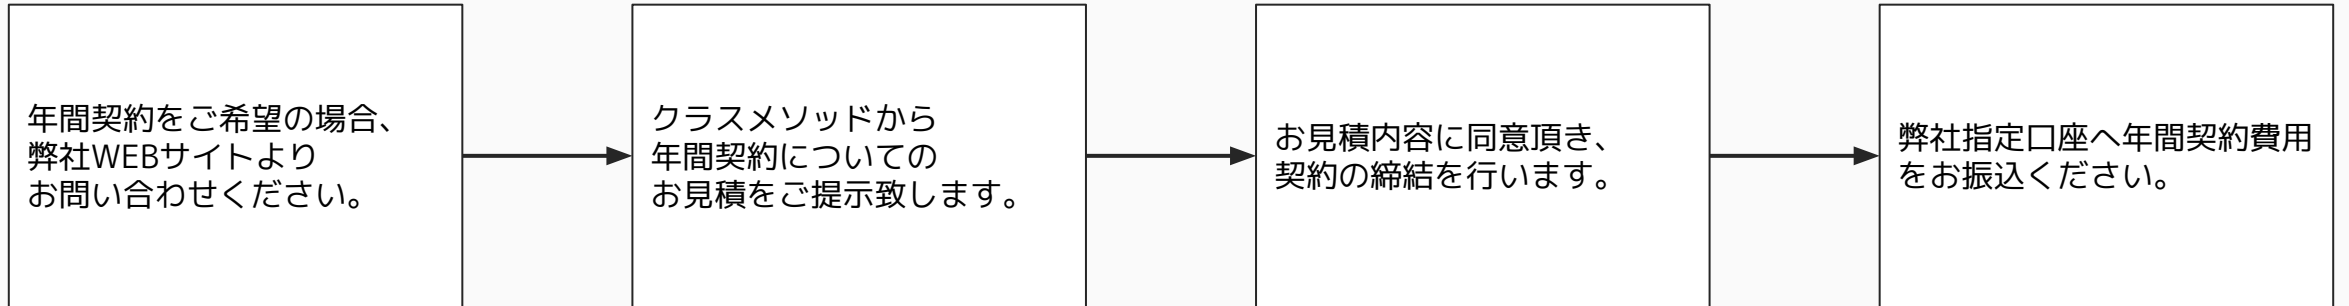 年間契約をご希望の場合、
弊社WEBサイトより
お問い合わせください。
クラスメソッドから
年間契約についての
お見積をご提示致します。
お見積内容に同意頂き、
契約の締結を行います。
弊社指定口座へ年間契約費用
をお振込ください。